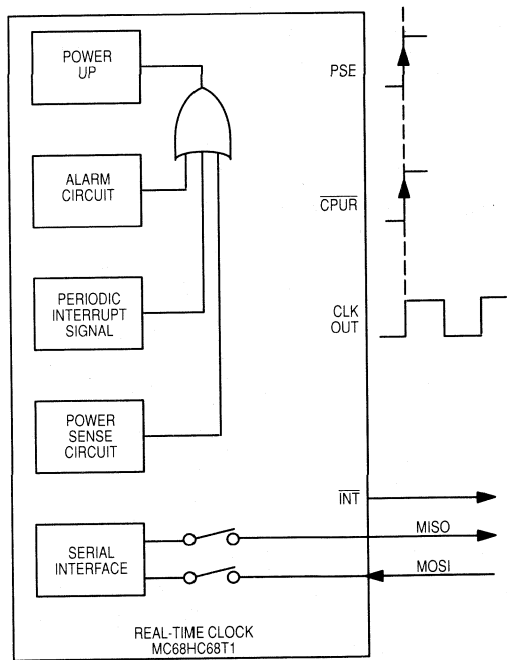 POWER
UP
PSE
ALARM
CIRCUIT
CPUR
PERIODIC
INTERRUPT
SIGNAL
CLK
OUT
POWER
SENSE
CIRCUIT
INT
MISO
SERIAL
INTERFACE
MOSI
REAL-TIME CLOCK
MC68HC68T1